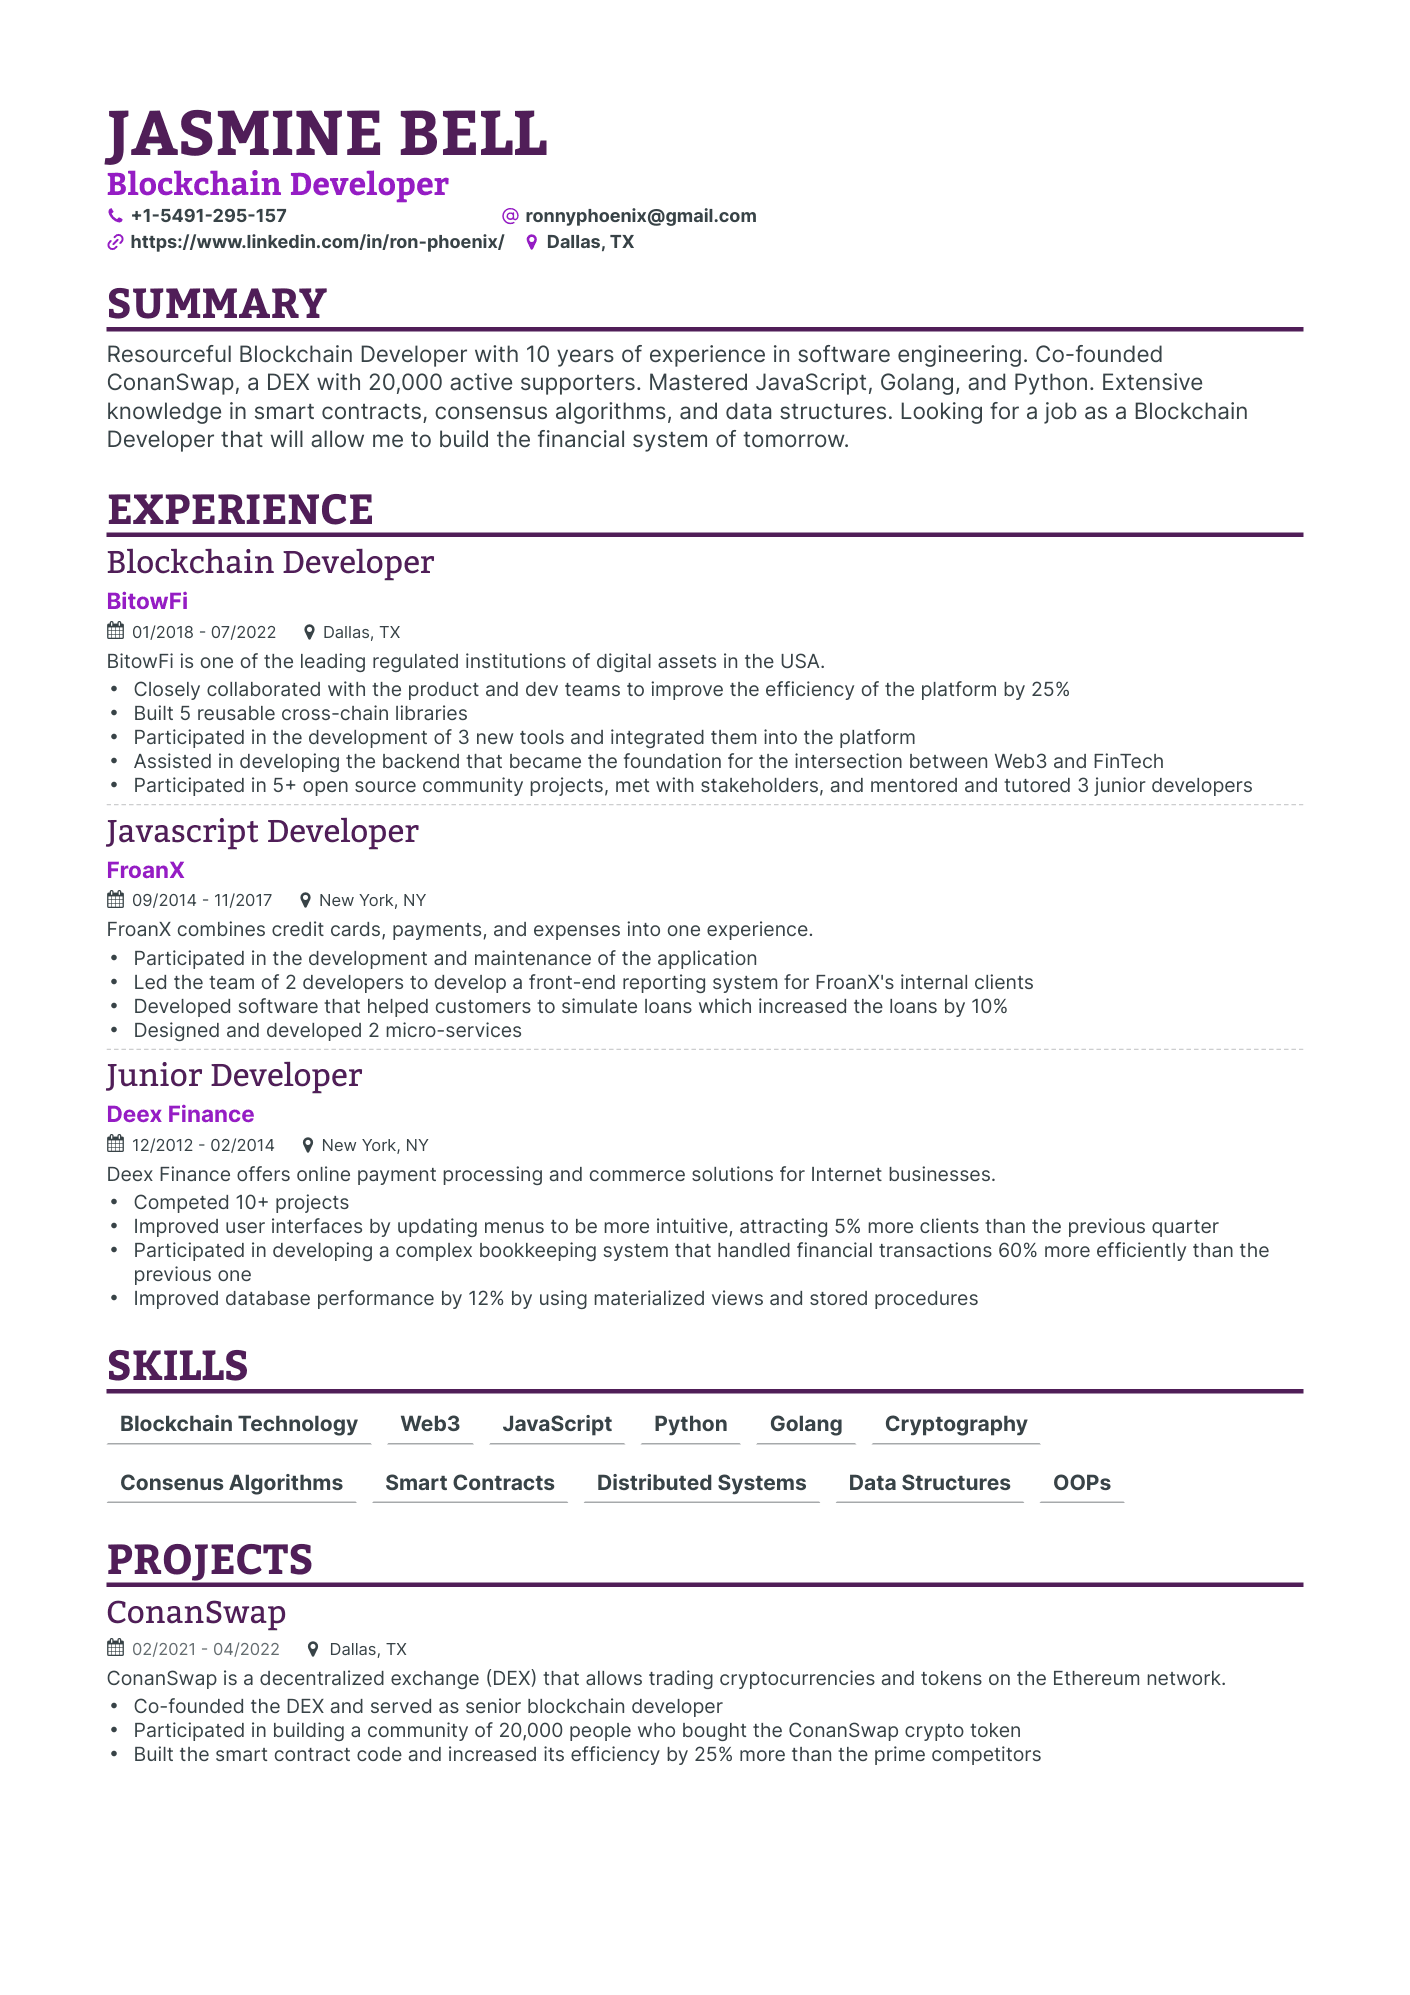 JASMINE BELL
Blockchain Developer
+1-5491-295-157 @ ronnyphoenix@gmail.com
https://www.linkedin.com/in/ron-phoenix/ Dallas, TX
SUMMARY
Resourceful Blockchain Developer with 10 years of experience in software engineering. Co-founded
ConanSwap, a DEX with 20,000 active supporters. Mastered JavaScript, Golang, and Python. Extensive
knowledge in smart contracts, consensus algorithms, and data structures. Looking for a job as a Blockchain
Developer that will allow me to build the financial system of tomorrow.
EXPERIENCE
Blockchain Developer
BitowFi
01/2018 - 07/2022 Dallas, TX
BitowFi is one of the leading regulated institutions of digital assets in the USA.
• Closely collaborated with the product and dev teams to improve the efficiency of the platform by 25%
• Built 5 reusable cross-chain libraries
• Participated in the development of 3 new tools and integrated them into the platform
• Assisted in developing the backend that became the foundation for the intersection between Web3 and FinTech
• Participated in 5+ open source community projects, met with stakeholders, and mentored and tutored 3 junior developers
Javascript Developer
FroanX
09/2014 - 11/2017 New York, NY
FroanX combines credit cards, payments, and expenses into one experience.
• Participated in the development and maintenance of the application
• Led the team of 2 developers to develop a front-end reporting system for FroanX's internal clients
• Developed software that helped customers to simulate loans which increased the loans by 10%
• Designed and developed 2 micro-services
Junior Developer
Deex Finance
12/2012 - 02/2014 New York, NY
Deex Finance offers online payment processing and commerce solutions for Internet businesses.
• Competed 10+ projects
• Improved user interfaces by updating menus to be more intuitive, attracting 5% more clients than the previous quarter
• Participated in developing a complex bookkeeping system that handled financial transactions 60% more efficiently than the
previous one
• Improved database performance by 12% by using materialized views and stored procedures
SKILLS
Blockchain Technology Web3 JavaScript Python Golang Cryptography
Consenus Algorithms Smart Contracts Distributed Systems Data Structures OOPs
PROJECTS
ConanSwap
02/2021 - 04/2022 Dallas, TX
ConanSwap is a decentralized exchange (DEX) that allows trading cryptocurrencies and tokens on the Ethereum network.
• Co-founded the DEX and served as senior blockchain developer
• Participated in building a community of 20,000 people who bought the ConanSwap crypto token
• Built the smart contract code and increased its efficiency by 25% more than the prime competitors